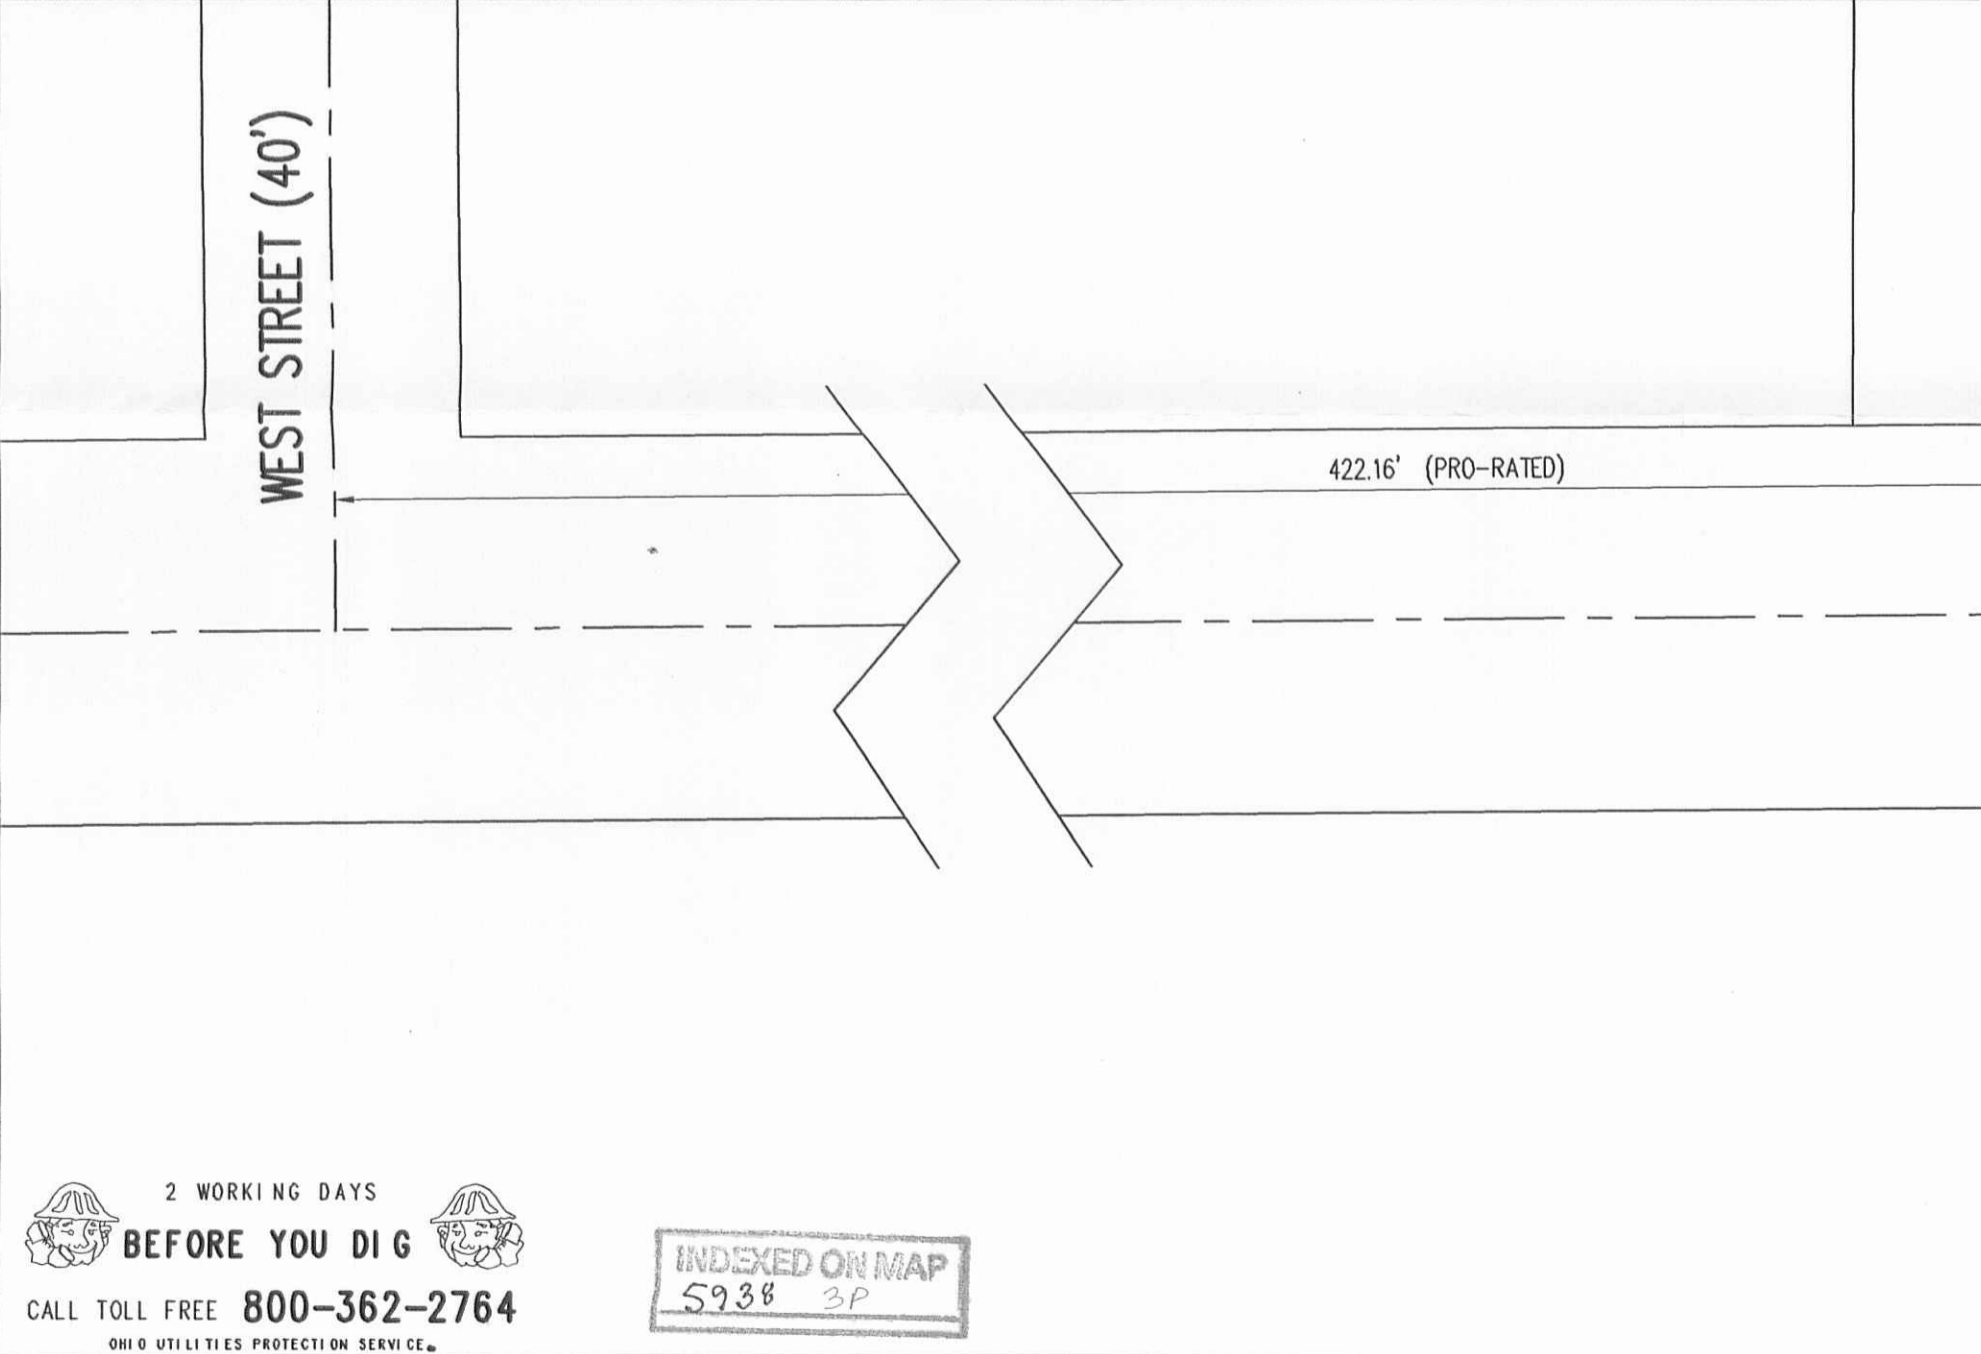 WEST STREET (40')
422.16' (PRO-RATED)
2 WORKING DAYS
BEFORE YOU DIG
CALL TOLL FREE 800-362-2764
OHIO UTILITIES PROTECTION SERVICE.
INDEXED ON MAP
5938 3P